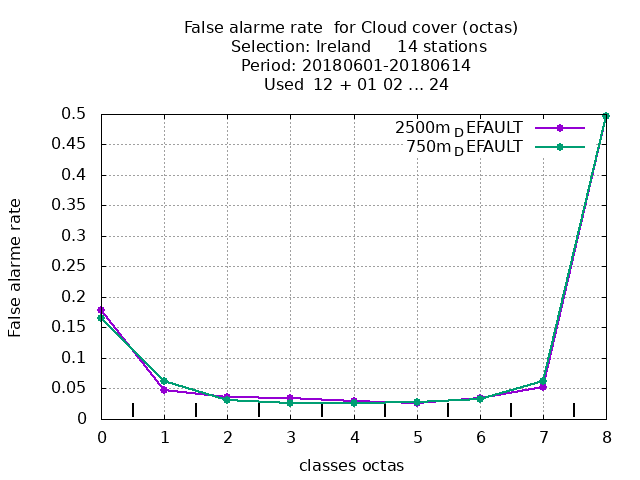 False alarme rate  for Cloud cover (octas)
Selection: Ireland     14 stations
Period: 20180601-20180614
Used  12 + 01 02 ... 24
2500m_DEFAULT
750m_DEFAULT
False alarme rate
0.5
0.45
0.4
0.35
0.3
0.25
0.2
0.15
0.1
0.05
0
0 1 2 3 4 5 6 7 8
classes octas